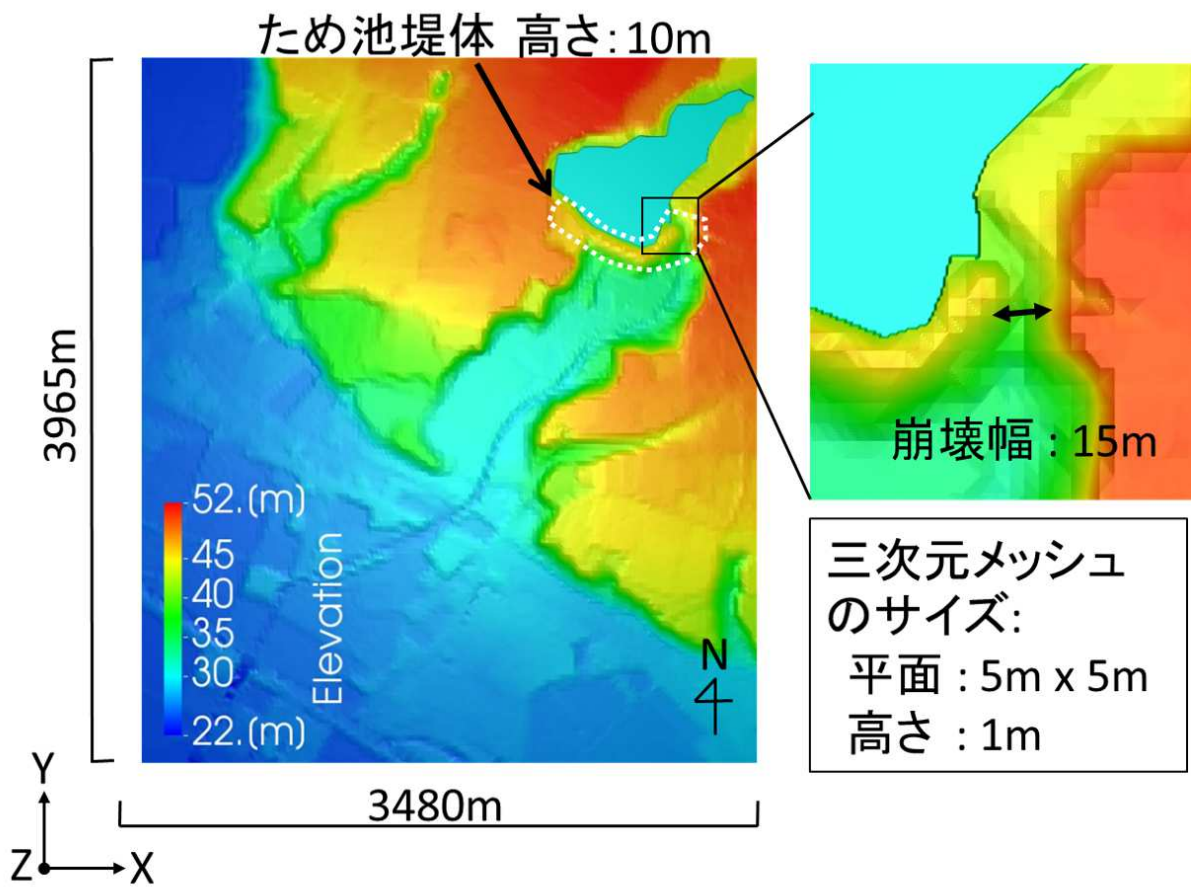 ため池堤体 高さ: 10m
3965m
52.(m)
45
40
35
30
22.(m)
Elevation
N
崩壊幅 : 15m
三次元メッシュ
のサイズ:
平面 : 5m x 5m
高さ : 1m
3480m
Y
Z
X